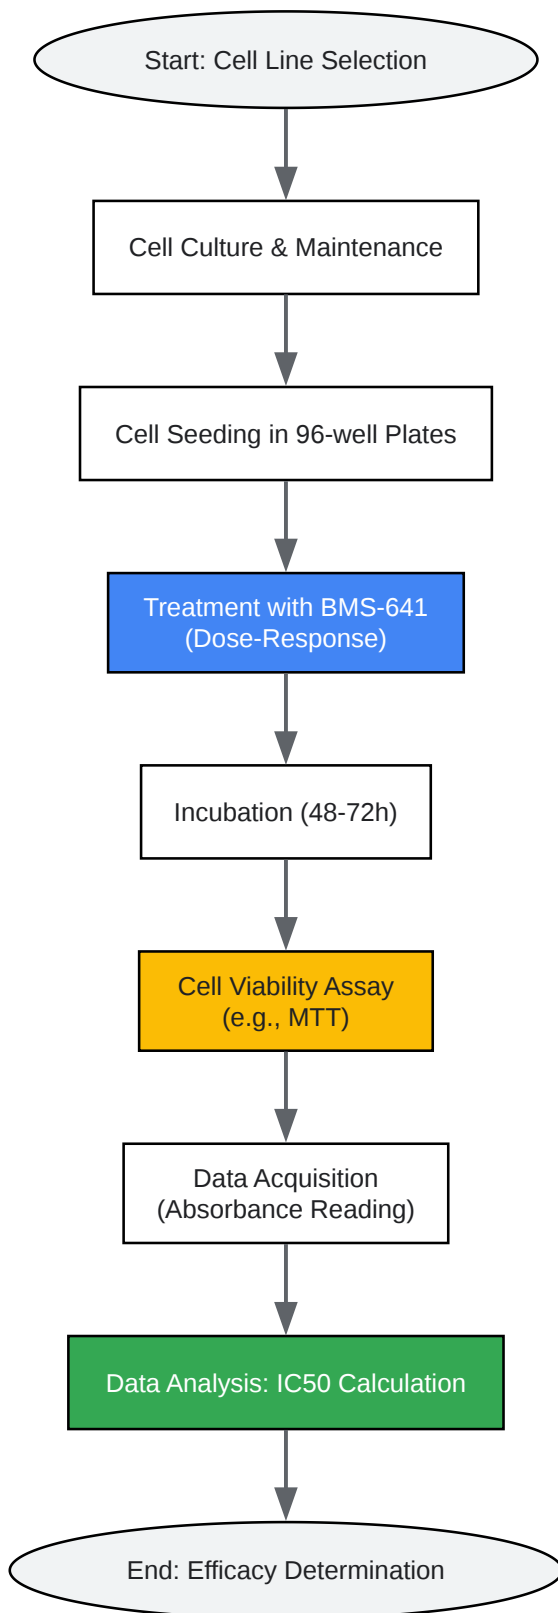 Start: Cell Line Selection
Cell Culture & Maintenance
Cell Seeding in 96-well Plates
Treatment with BMS-641
(Dose-Response)
Incubation (48-72h)
Cell Viability Assay
(e.g., MTT)
Data Acquisition
(Absorbance Reading)
Data Analysis: IC50 Calculation
End: Efficacy Determination